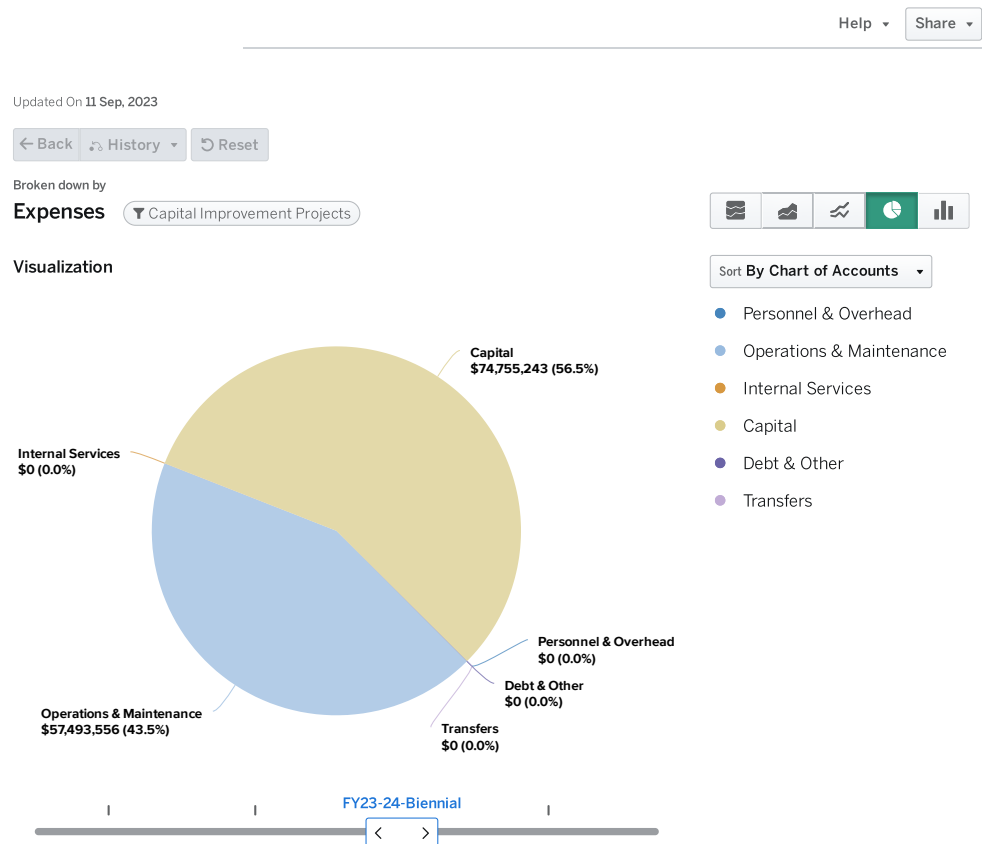 Help
Share
Updated On 11 Sep, 2023
Back
History
Reset
Broken down by
Expenses
Capital Improvement Projects
Visualization
Sort By Chart of Accounts
Personnel & Overhead
Operations & Maintenance
Internal Services
Capital
Debt & Other
Transfers
Capital
$74,755,243 (56.5%)
Internal Services
$0 (0.0%)
Personnel & Overhead
$0 (0.0%)
Debt & Other
$0 (0.0%)
Operations & Maintenance
$57,493,556 (43.5%)
Transfers
$0 (0.0%)
FY23-24-Biennial